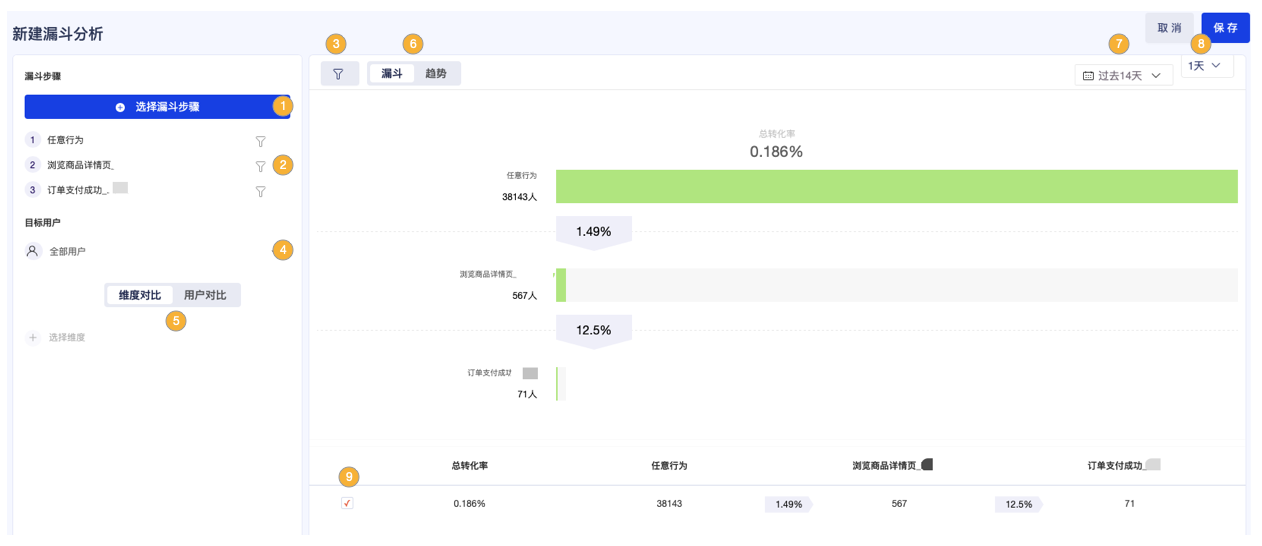 新建漏斗分析
取消
保存
3
6
7
8
漏斗步骤
漏斗
趋势
过去14天
1天
选择漏斗步骤
1
1 任意行为
2 浏览商品详情页_
2
3 订单支付成功_.
目标用户
全部用户
4
维度对比
用户对比
5
选择维度
总转化率
0.186%
任意行为
38143人
1.49%
浏览商品详情页_
567人
12.5%
订单支付成功
71人
总转化率 任意行为 浏览商品详情页_ 订单支付成功_
9
0.186% 38143 1.49% 567 12.5% 71